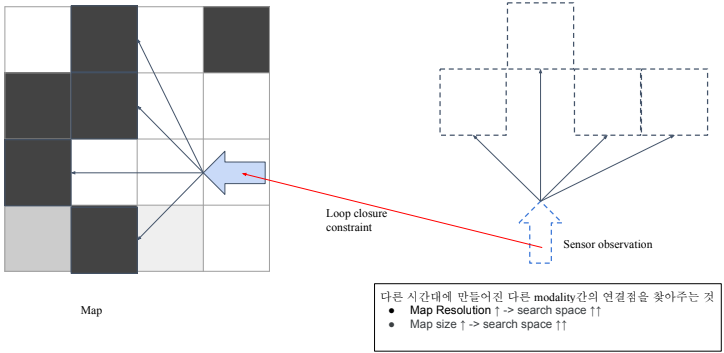 Loop closure
constraint
Sensor observation
Map
다른 시간대에 만들어진 다른 modality간의 연결점을 찾아주는 것
● Map Resolution ↑ -> search space ↑↑
● Map size ↑ -> search space ↑↑